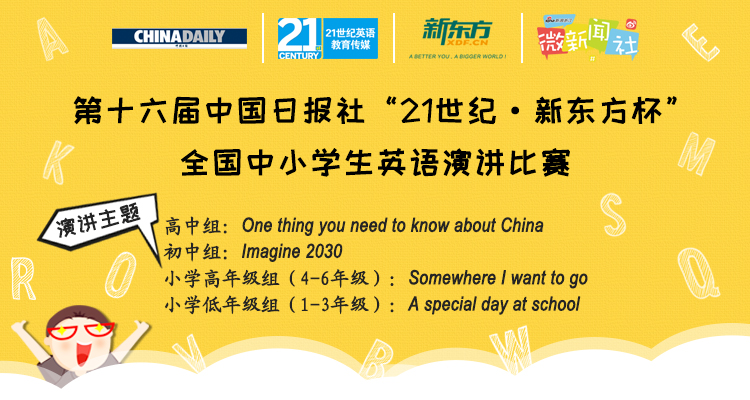 CHINADAILY
21
CENTURY
21世纪英语
教育传媒
新东方
XDF.CN
A BETTER YOU, A BIGGER WORLD!
微新闻社
第十六届中国日报社“21世纪·新东方杯”
全国中小学生英语演讲比赛
演讲主题
高中组：One thing you need to know about China
初中组：Imagine 2030
小学高年级组（4-6年级）：Somewhere I want to go
小学低年级组（1-3年级）：A special day at school
A
E
K
M
S
R
O
Q
V
B
W